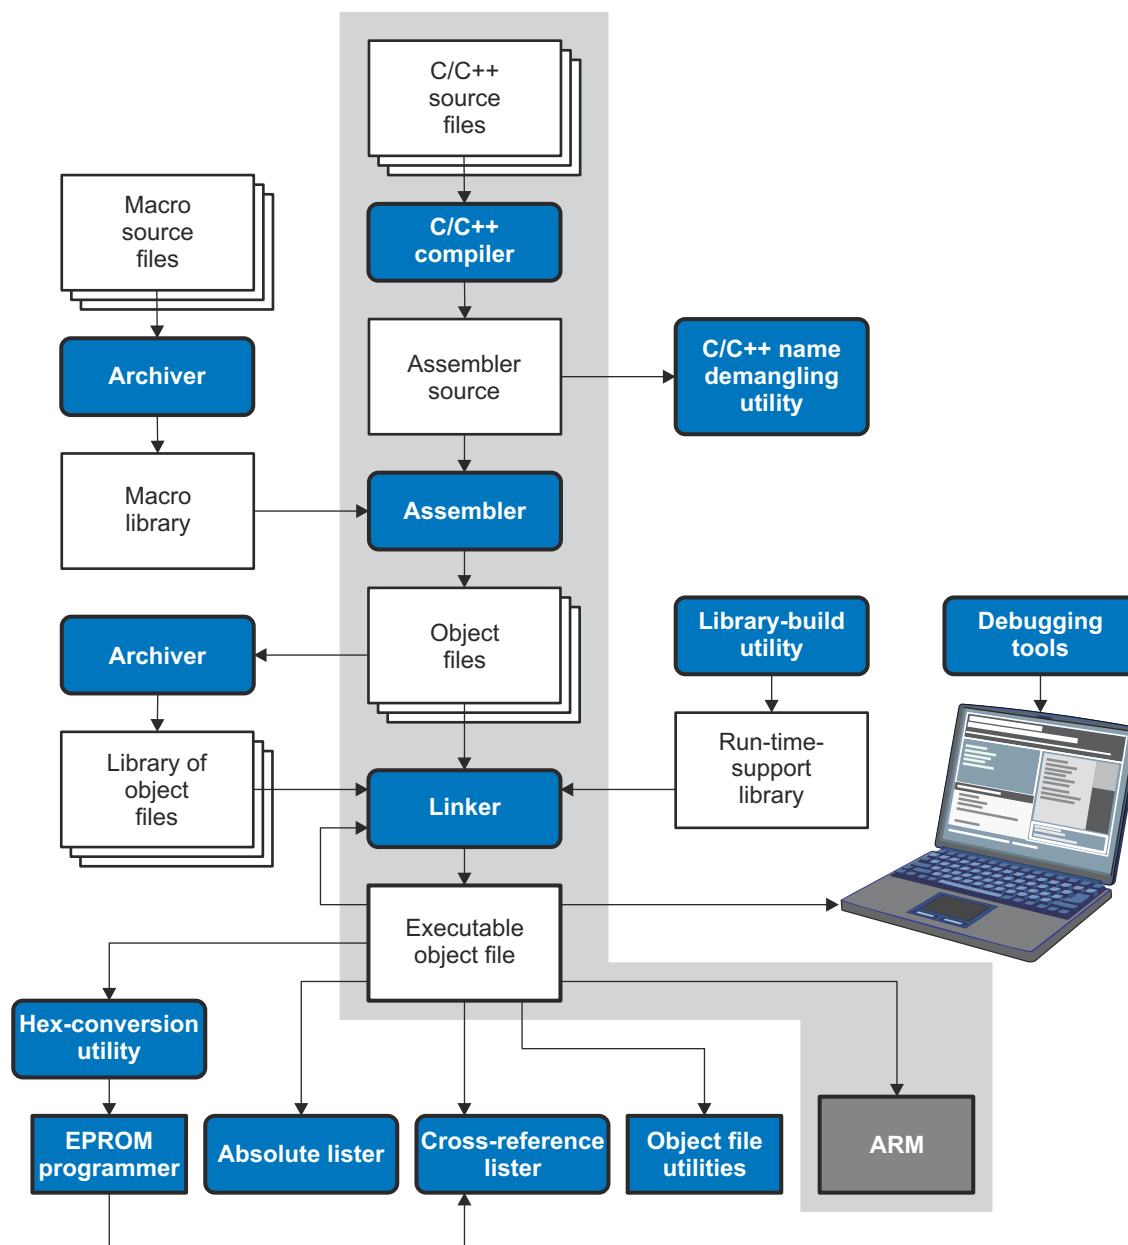 C/C++
source
files
Macro
source
files
C/C++
compiler
Archiver
Assembler
source
C/C++ name
demangling
utility
Macro
library
Assembler
Archiver
Object
files
Library-build
utility
Debugging
tools
Library of
object
files
Linker
Run-time-
support
library
Executable
object file
Hex-conversion
utility
EPROM
programmer
Absolute lister
Cross-reference
lister
Object file
utilities
ARM